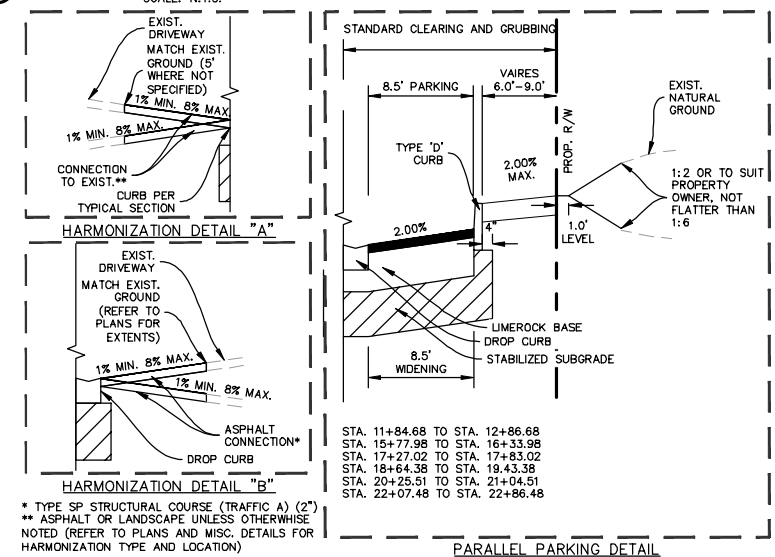 SCALE: N.T.S.
EXIST.
DRIVEWAY
MATCH EXIST.
GROUND (5'
WHERE NOT
SPECIFIED)
1% MIN. 8% MAX.
1% MIN. 8% MAX.
CONNECTION
TO EXIST.**
CURB PER
TYPICAL SECTION
HARMONIZATION DETAIL "A"
EXIST.
DRIVEWAY
MATCH EXIST.
GROUND
(REFER TO
PLANS FOR
EXTENTS)
1% MIN. 8% MAX.
1% MIN. 8% MAX.
ASPHALT
CONNECTION*
DROP CURB
HARMONIZATION DETAIL "B"
* TYPE SP STRUCTURAL COURSE (TRAFFIC A) (2")
** ASPHALT OR LANDSCAPE UNLESS OTHERWHISE
NOTED (REFER TO PLANS AND MISC. DETAILS FOR
HARMONIZATION TYPE AND LOCATION)
STANDARD CLEARING AND GRUBBING
8.5' PARKING
VAIRES
6.0'-9.0'
TYPE 'D'
CURB
2.00%
MAX.
PROP. R/W
EXIST.
NATURAL
GROUND
1:2 OR TO SUIT
PROPERTY
OWNER, NOT
FLATTER THAN
1:6
2.00%
4"
1.0'
LEVEL
LIMEROCK BASE
DROP CURB
STABILIZED SUBGRADE
8.5'
WIDENING
STA. 11+84.68 TO STA. 12+86.68
STA. 15+77.98 TO STA. 16+33.98
STA. 17+27.02 TO STA. 17+83.02
STA. 18+64.38 TO STA. 19.43.38
STA. 20+25.51 TO STA. 21+04.51
STA. 22+07.48 TO STA. 22+86.48
PARALLEL PARKING DETAIL